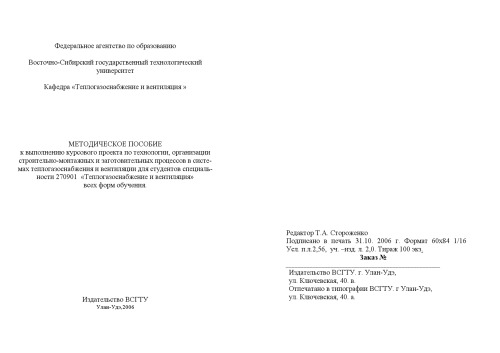 Федеральное агентство по образованию
Восточно-Сибирский государственный технологический
университет
Кафедра «Теплогазоснабжение и вентиляция »
МЕТОДИЧЕСКОЕ ПОСОБИЕ
к выполнению курсового проекта по технологии, организации
строительно-монтажных и заготовительных процессов в систе-
мах теплогазоснабжения и вентиляции для студентов специаль-
ности 270901 «Теплогазоснабжение и вентиляция»
всех форм обучения
Издательство ВСГТУ
Улан-Удэ,2006
Редактор Т.А. Стороженко
Подписано в печать 31.10. 2006 г. Формат 60х84 1/16
Усл. п.л.2,56, уч. –изд. л. 2,0. Тираж 100 экз.
Заказ №
Издательство ВСГТУ. г. Улан-Удэ,
ул. Ключевская, 40. в.
Отпечатано в типографии ВСГТУ. г Улан-Удэ,
ул. Ключевская, 40. в.